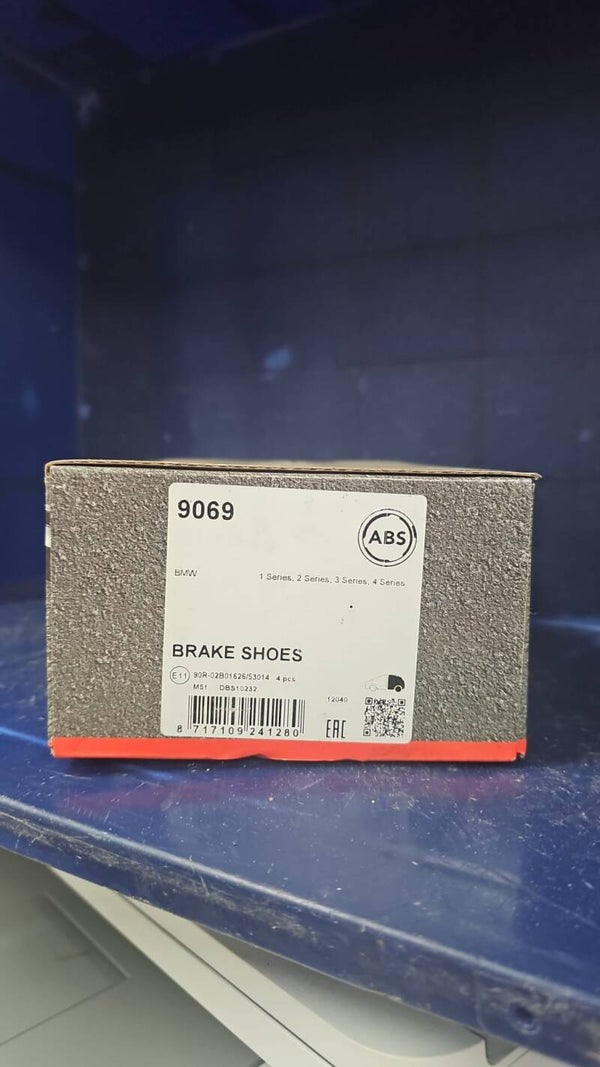 9069
ABS
BMW 1 Series, 2 Series, 3 Series, 4 Series
BRAKE SHOES
E11 90R-02B01626/53014 4 pcs
M51 DBS10232
12040
8 717109 241280
EAC